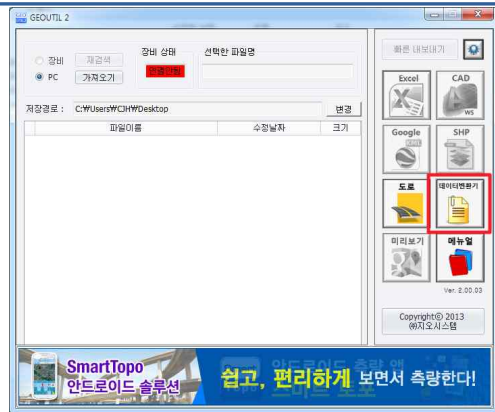 GEOUTIL 2
장비 재검색
장비 상태
연결안됨
선택한 파일명
PC 가져오기
저장경로 : C:₩Users₩CJH₩Desktop 변경
파일이름 수정날짜 크기
빠른 내보내기
Excel CAD
WS
Google SHP
KML
도로 데이터변환기
미리보기 메뉴얼
Ver. 2.00.03
Copyright© 2013
㈜지오시스템
SmartTopo
안드로이드 솔루션
쉽고, 편리하게 보면서 측량한다!